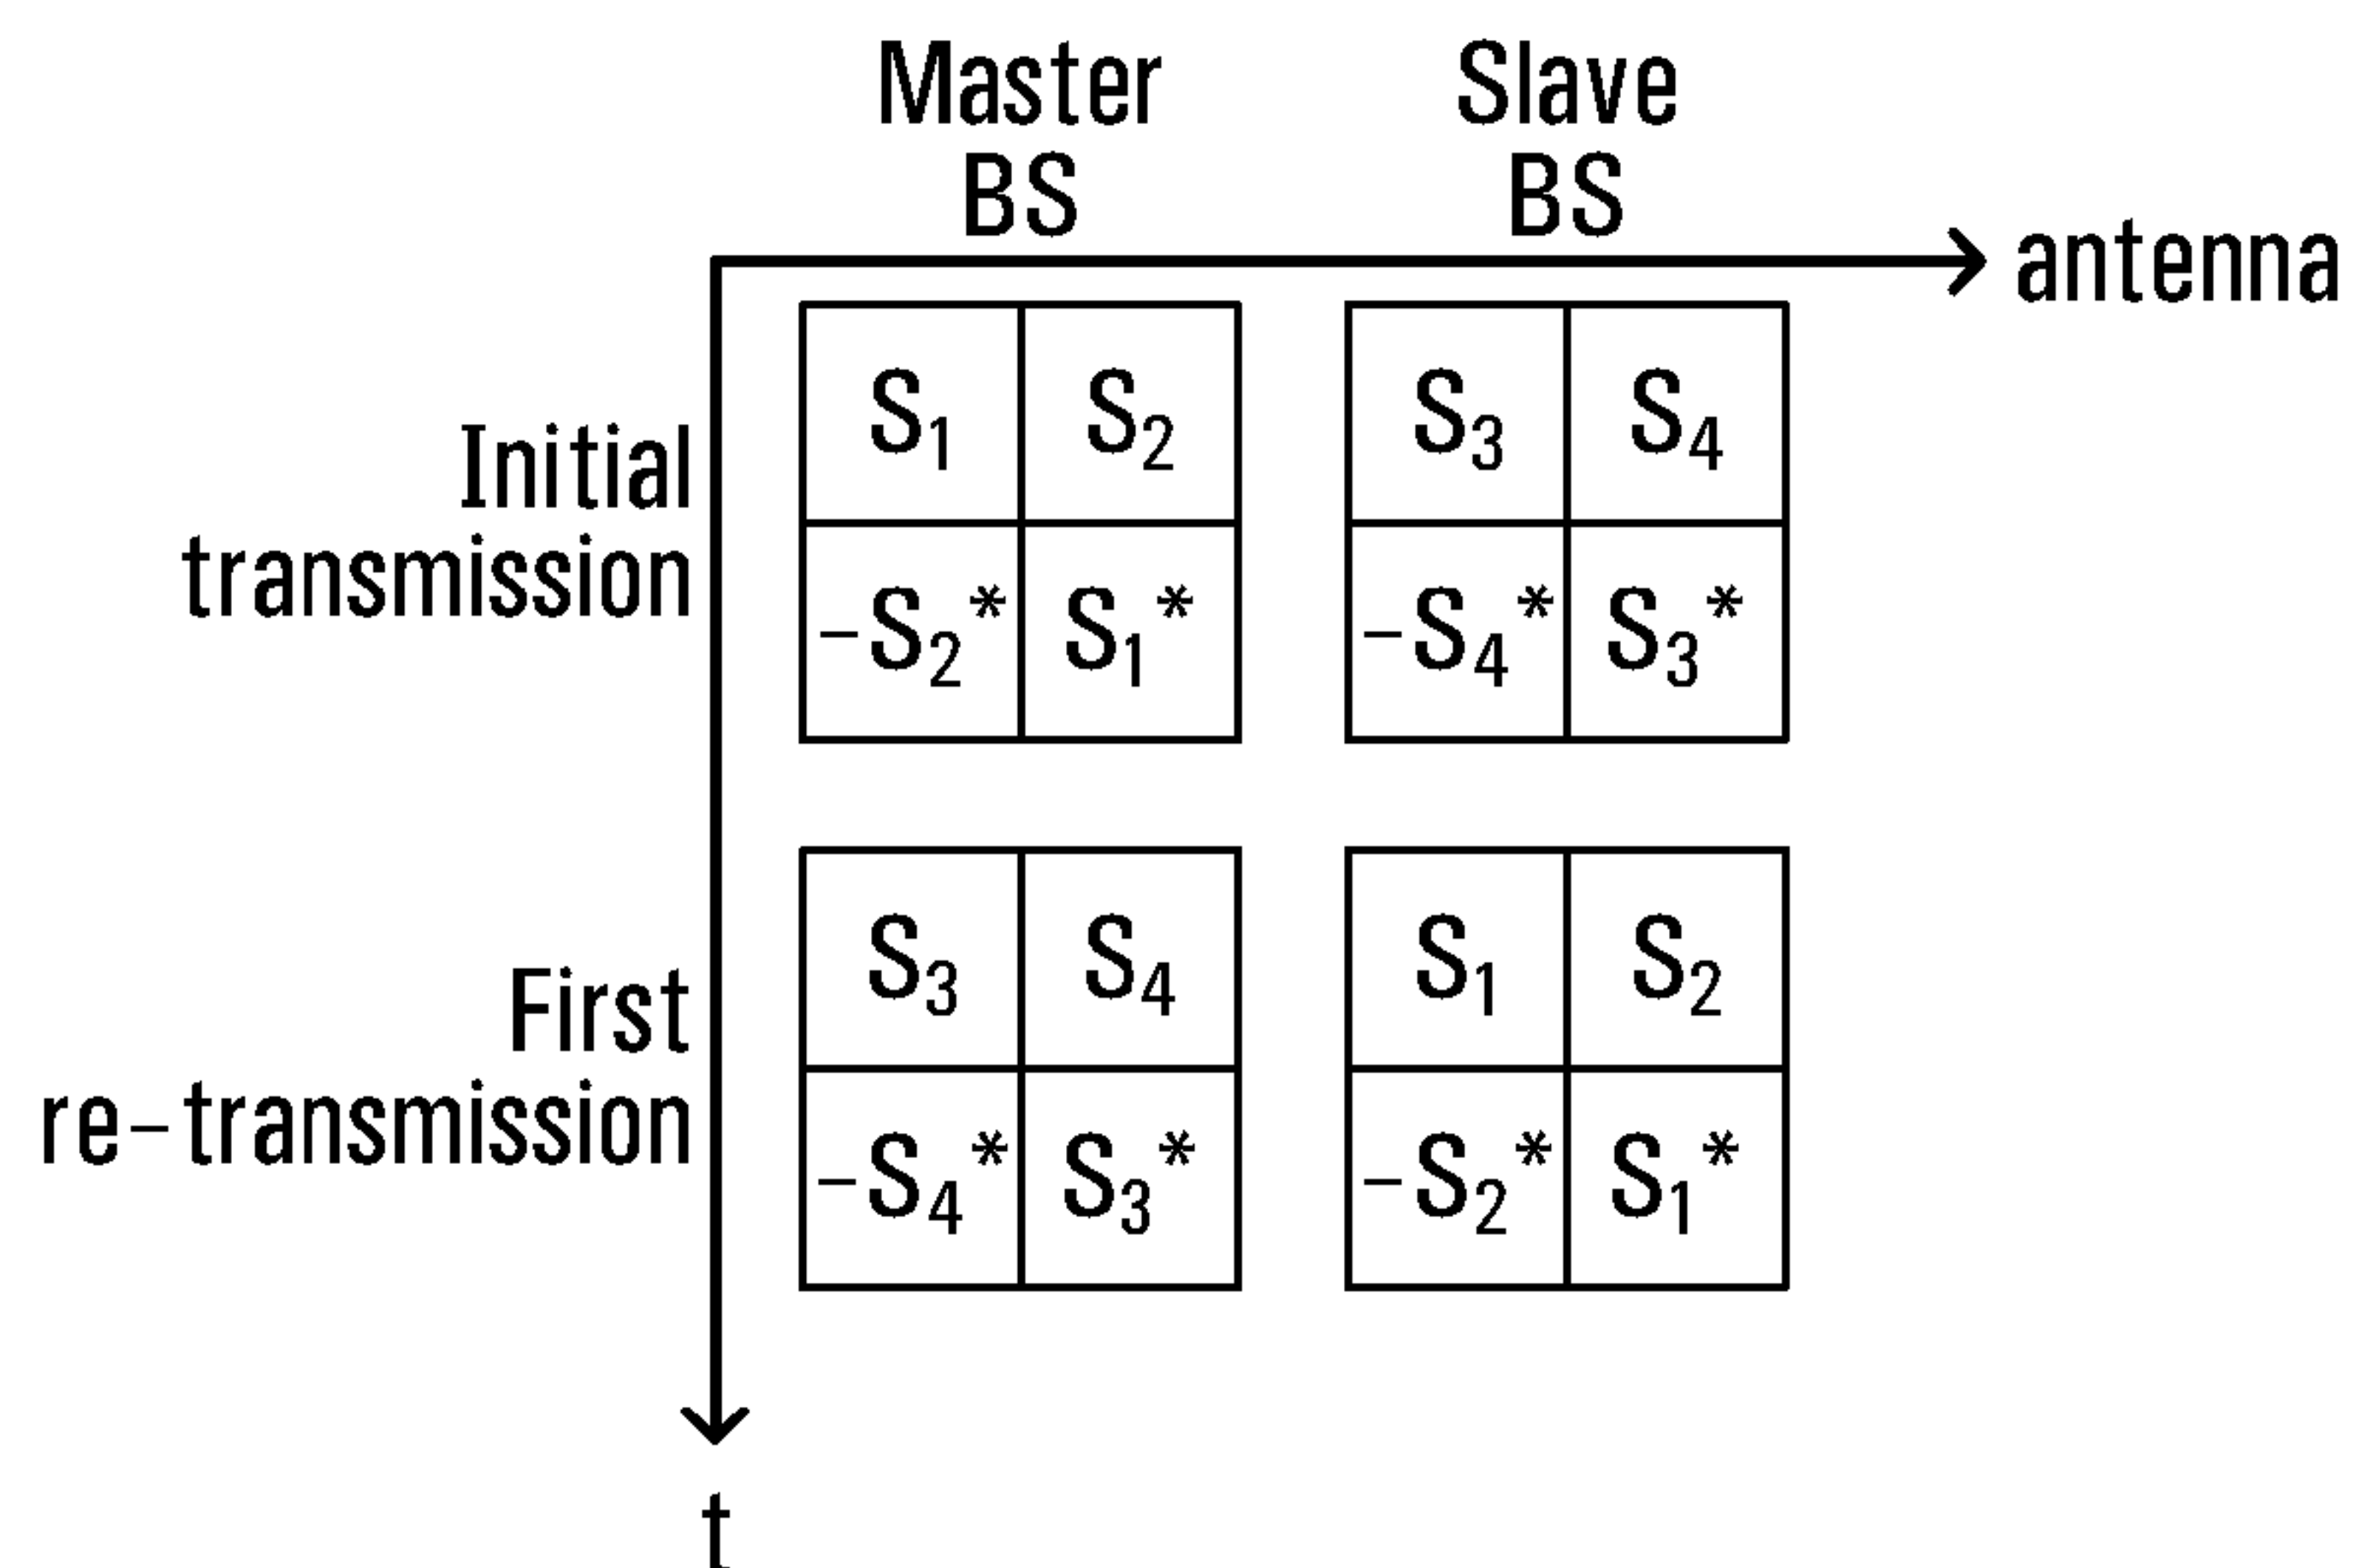 Master Slave
BS BS
antenna
S₁ S₂ S₃ S₄
Initial
transmission
-S₂* S₁* -S₄* S₃*
S₃ S₄ S₁ S₂
First
re-transmission
-S₄* S₃* -S₂* S₁*
t